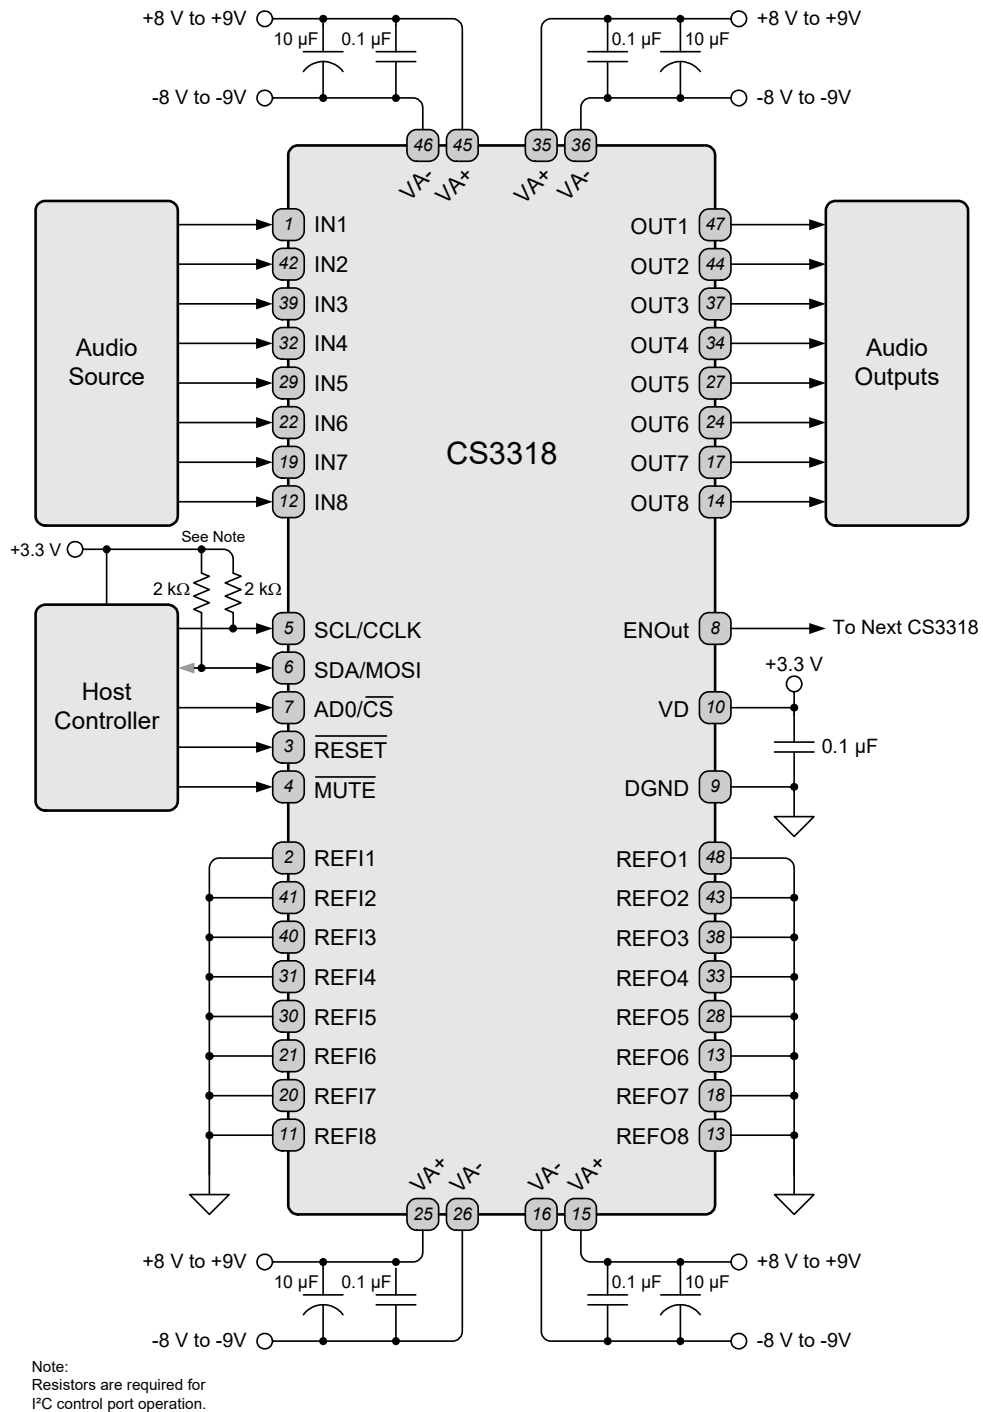 +8 V to +9V
10 µF 0.1 µF
-8 V to -9V
+8 V to +9V
0.1 µF 10 µF
-8 V to -9V
46 45 35 36
VA- VA+ VA+ VA-
Audio
Source
1 IN1
42 IN2
39 IN3
32 IN4
29 IN5
22 IN6
19 IN7
12 IN8
CS3318
OUT1 47
OUT2 44
OUT3 37
OUT4 34
OUT5 27
OUT6 24
OUT7 17
OUT8 14
Audio
Outputs
+3.3 V
See Note
2 kΩ 2 kΩ
Host
Controller
5 SCL/CCLK
6 SDA/MOSI
7 AD0/C̅S̅
3 R̅E̅S̅E̅T̅
4 M̅U̅T̅E̅
ENOut 8
To Next CS3318
+3.3 V
VD 10
0.1 µF
DGND 9
2 REFI1
41 REFI2
40 REFI3
31 REFI4
30 REFI5
21 REFI6
20 REFI7
11 REFI8
REFO1 48
REFO2 43
REFO3 38
REFO4 33
REFO5 28
REFO6 13
REFO7 18
REFO8 13
VA+ VA- VA- VA+
25 26 16 15
+8 V to +9V
10 µF 0.1 µF
-8 V to -9V
+8 V to +9V
0.1 µF 10 µF
-8 V to -9V
Note:
Resistors are required for
I²C control port operation.